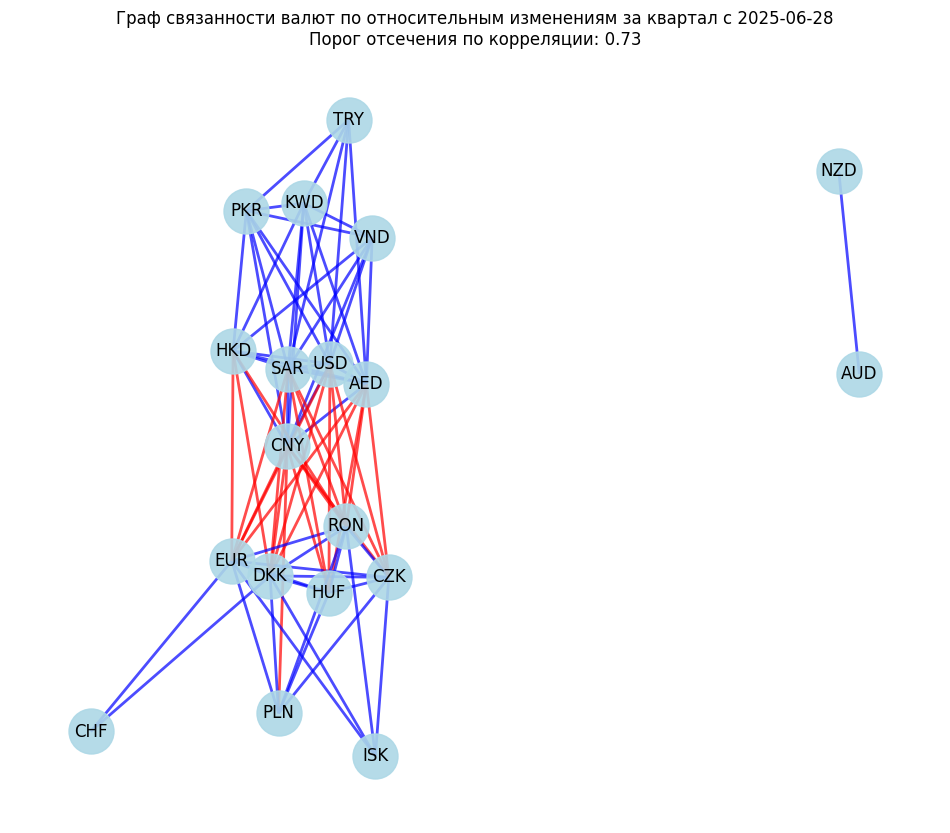 Граф связанности валют по относительным изменениям за квартал с 2025-06-28
Порог отсечения по корреляции: 0.73
TRY
NZD
KWD
PKR
VND
HKD
USD
SAR
AED
AUD
CNY
RON
EUR
DKK
CZK
HUF
PLN
CHF
ISK